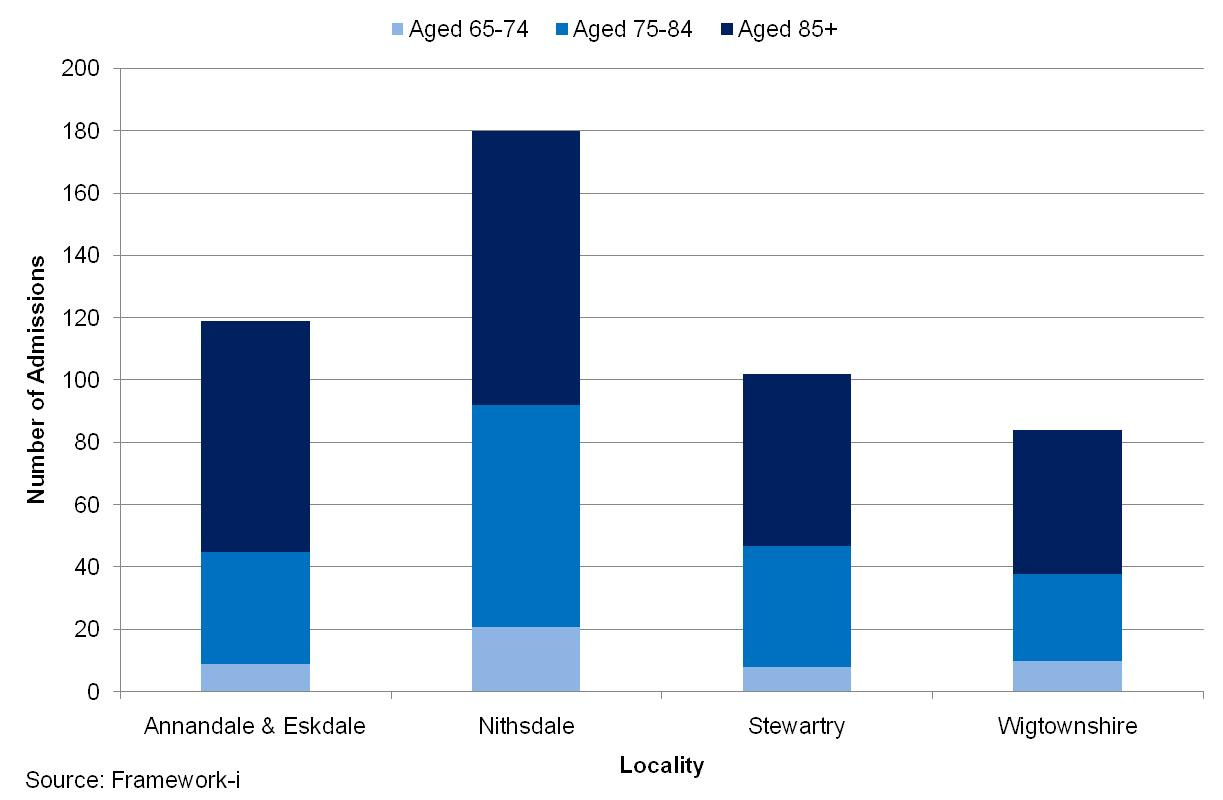 Aged 65-74 Aged 75-84 Aged 85+
200
180
160
140
120
100
80
60
40
20
0
Number of Admissions
Annandale & Eskdale Nithsdale Stewartry Wigtownshire
Locality
Source: Framework-i